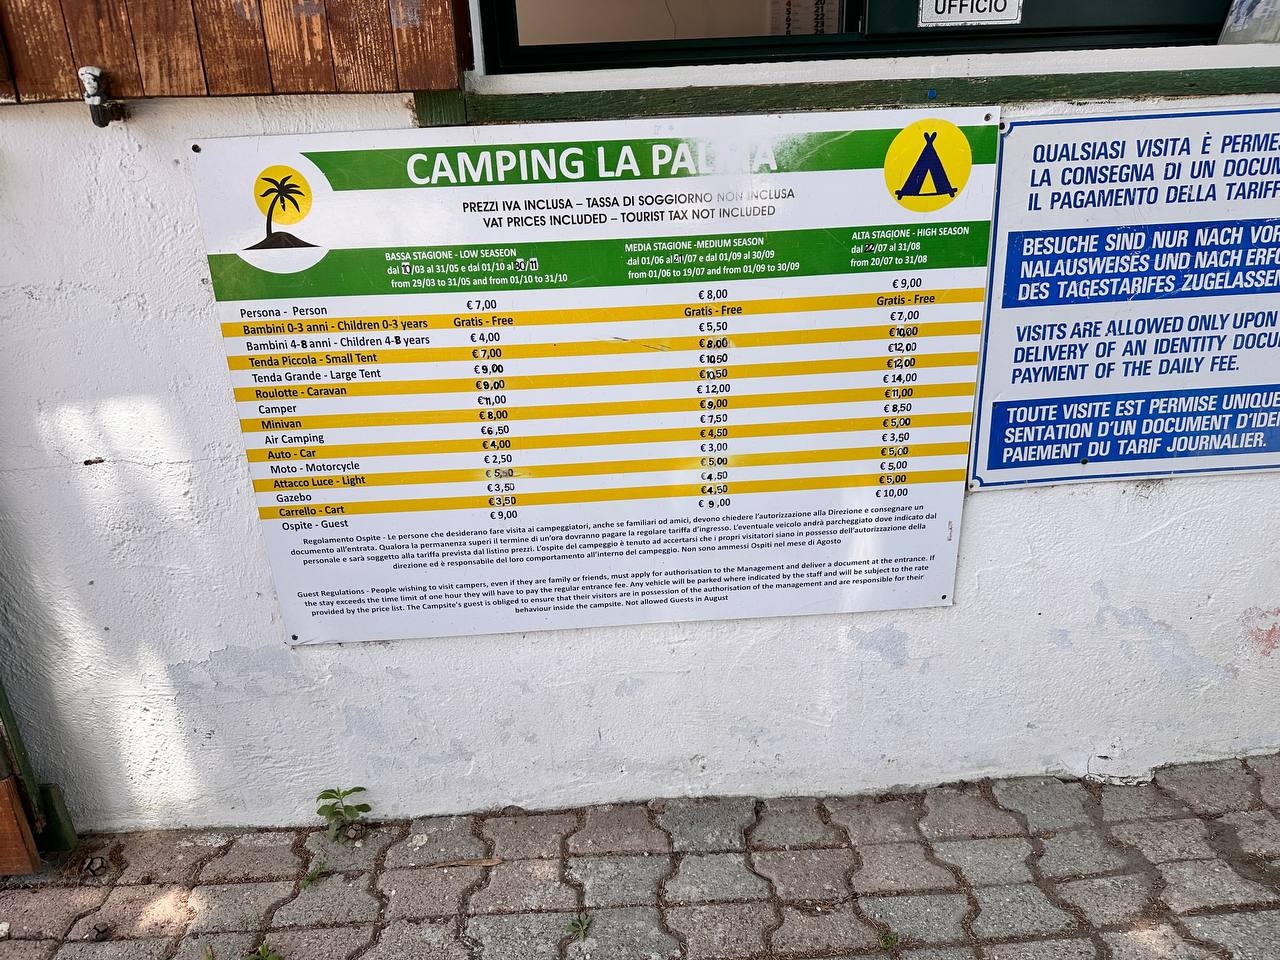 UFFICIO
CAMPING LA PALMA
PREZZI IVA INCLUSA – TASSA DI SOGGIORNO NON INCLUSA
VAT PRICES INCLUDED – TOURIST TAX NOT INCLUDED
BASSA STAGIONE - LOW SEASEON
dal 10/03 al 31/05 e dal 01/10 al 30/11
from 29/03 to 31/05 and from 01/10 to 31/10
MEDIA STAGIONE -MEDIUM SEASON
dal 01/06 al 21/07 e dal 01/09 al 30/09
from 01/06 to 19/07 and from 01/09 to 30/09
ALTA STAGIONE - HIGH SEASON
dal 22/07 al 31/08
from 20/07 to 31/08
Persona - Person € 7,00 € 8,00 € 9,00
Bambini 0-3 anni - Children 0-3 years Gratis - Free Gratis - Free Gratis - Free
Bambini 4-8 anni - Children 4-8 years € 4,00 € 5,50 € 7,00
Tenda Piccola - Small Tent € 7,00 € 8,00 € 10,00
Tenda Grande - Large Tent € 9,00 € 10,50 € 12,00
Roulotte - Caravan € 9,00 € 10,50 € 12,00
Camper € 11,00 € 12,00 € 14,00
Minivan € 8,00 € 9,00 € 11,00
Air Camping € 6,50 € 7,50 € 8,50
Auto - Car € 4,00 € 4,50 € 5,00
Moto - Motorcycle € 2,50 € 3,00 € 3,50
Attacco Luce - Light € 5,00 € 5,00
Gazebo € 3,50 € 4,50 € 5,00
Carrello - Cart € 3,50 € 4,50 € 5,00
Ospite - Guest € 9,00 € 9,00 € 10,00
Regolamento Ospite - Le persone che desiderano fare visita ai campeggiatori, anche se familiari od amici, devono chiedere l'autorizzazione alla Direzione e consegnare un
documento all'entrata. Qualora la permanenza superi il termine di un'ora dovranno pagare la regolare tariffa d'ingresso. L'eventuale veicolo andrà parcheggiato dove indicato dal
personale e sarà soggetto alla tariffa prevista dal listino prezzi. L'ospite del campeggio è tenuto ad accertarsi che i propri visitatori siano in possesso dell'autorizzazione della
direzione ed è responsabile del loro comportamento all'interno del campeggio. Non sono ammessi Ospiti nel mese di Agosto
Guest Regulations - People wishing to visit campers, even if they are family or friends, must apply for authorisation to the Management and deliver a document at the entrance. If
the stay exceeds the time limit of one hour they will have to pay the regular entrance fee. Any vehicle will be parked where indicated by the staff and will be subject to the rate
provided by the price list. The Campsite's guest is obliged to ensure that their visitors are in possession of the authorisation of the management and are responsible for their
behaviour inside the campsite. Not allowed Guests in August
QUALSIASI VISITA È PERMES
LA CONSEGNA DI UN DOCUM
IL PAGAMENTO DELLA TARIFF
BESUCHE SIND NUR NACH VOR
NALAUSWEISES UND NACH ERFO
DES TAGESTARIFES ZUGELASSEN
VISITS ARE ALLOWED ONLY UPON
DELIVERY OF AN IDENTITY DOCU
PAYMENT OF THE DAILY FEE.
TOUTE VISITE EST PERMISE UNIQUE
SENTATION D'UN DOCUMENT D'IDEN
PAIEMENT DU TARIF JOURNALIER.